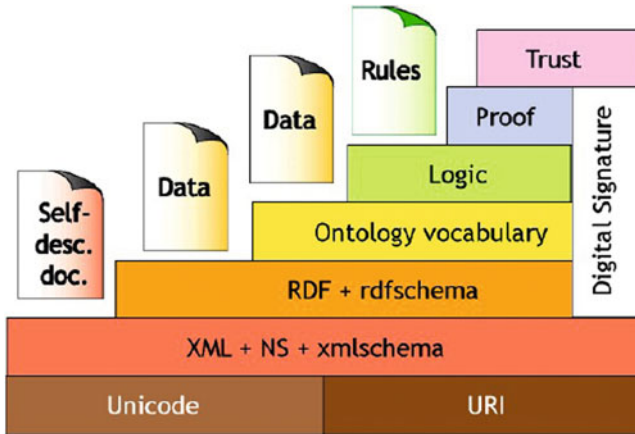 Trust
Rules
Proof
Data
Logic
Data
Ontology vocabulary
Digital Signature
Self-
desc.
doc.
RDF + rdfschema
XML + NS + xmlschema
Unicode
URI